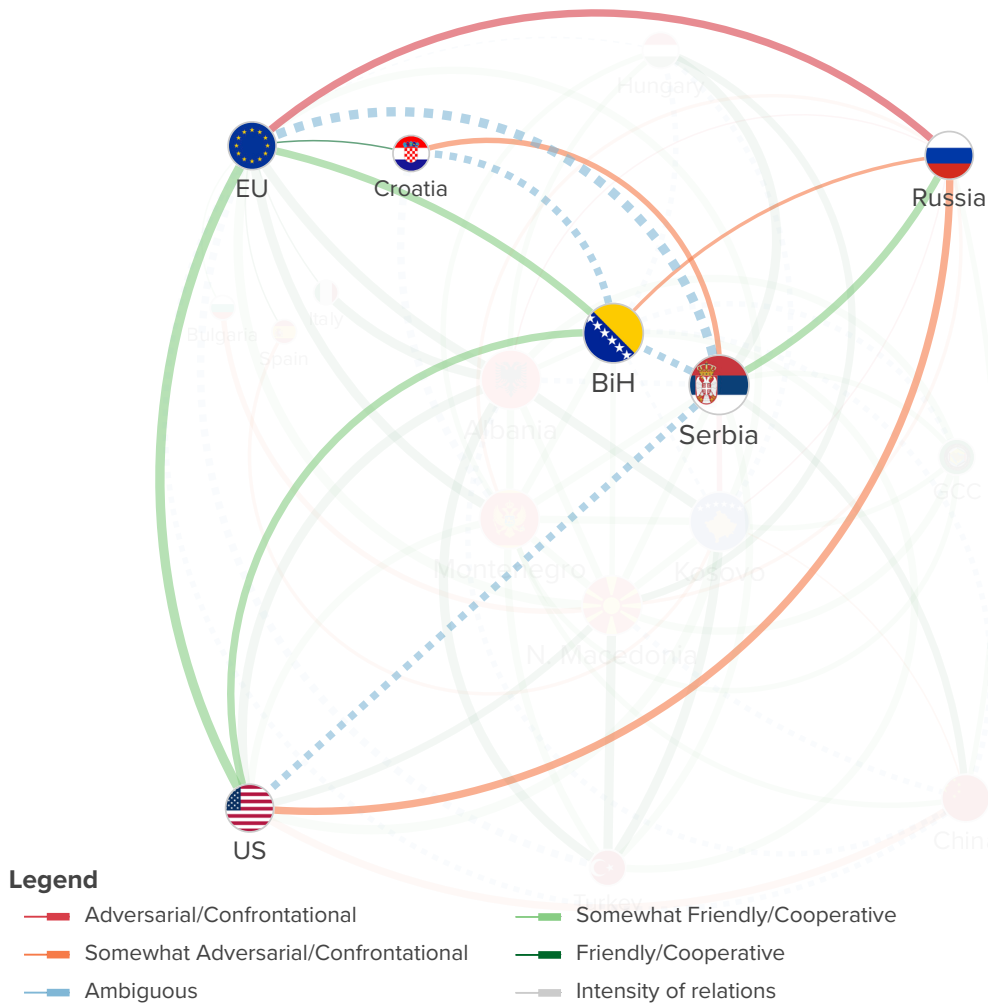 Hungary
EU
Croatia
Russia
Bulgaria
Italy
Spain
BiH
Albania
Serbia
GCC
Montenegro
Kosovo
N. Macedonia
Chin
US
Turkey
Legend
Adversarial/Confrontational
Somewhat Friendly/Cooperative
Somewhat Adversarial/Confrontational
Friendly/Cooperative
Ambiguous
Intensity of relations